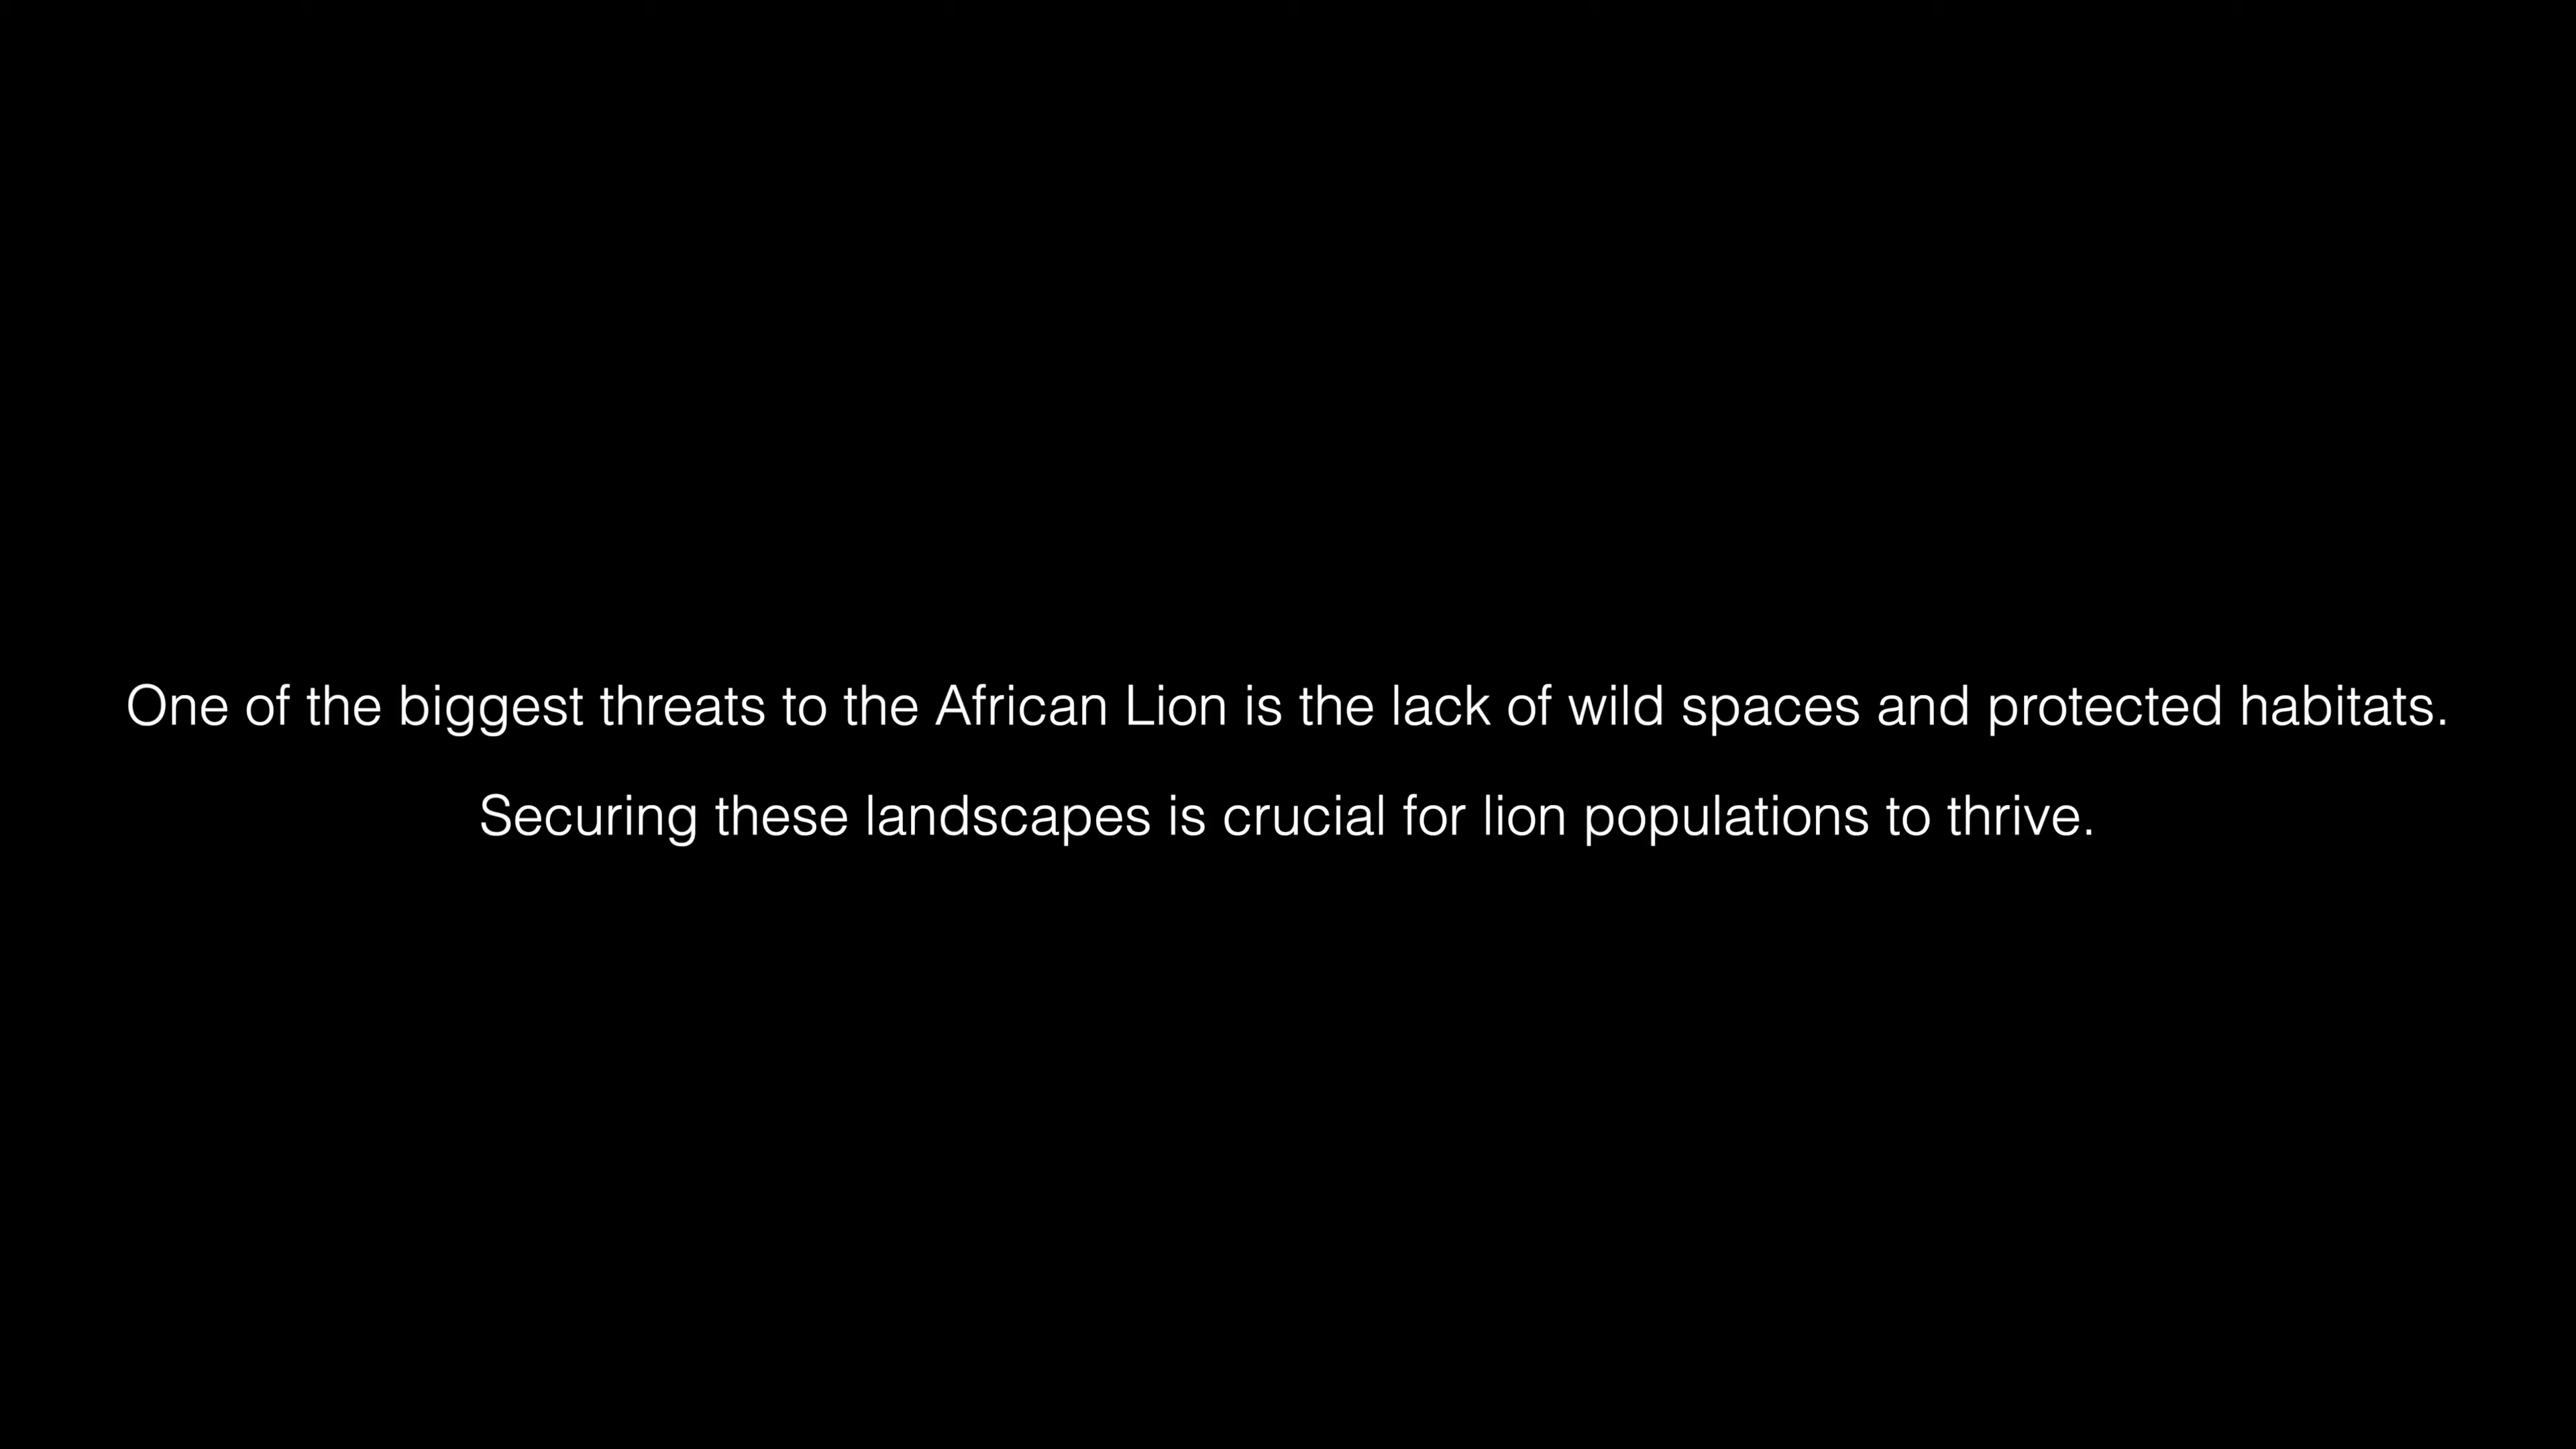 One of the biggest threats to the African Lion is the lack of wild spaces and protected habitats.
Securing these landscapes is crucial for lion populations to thrive.